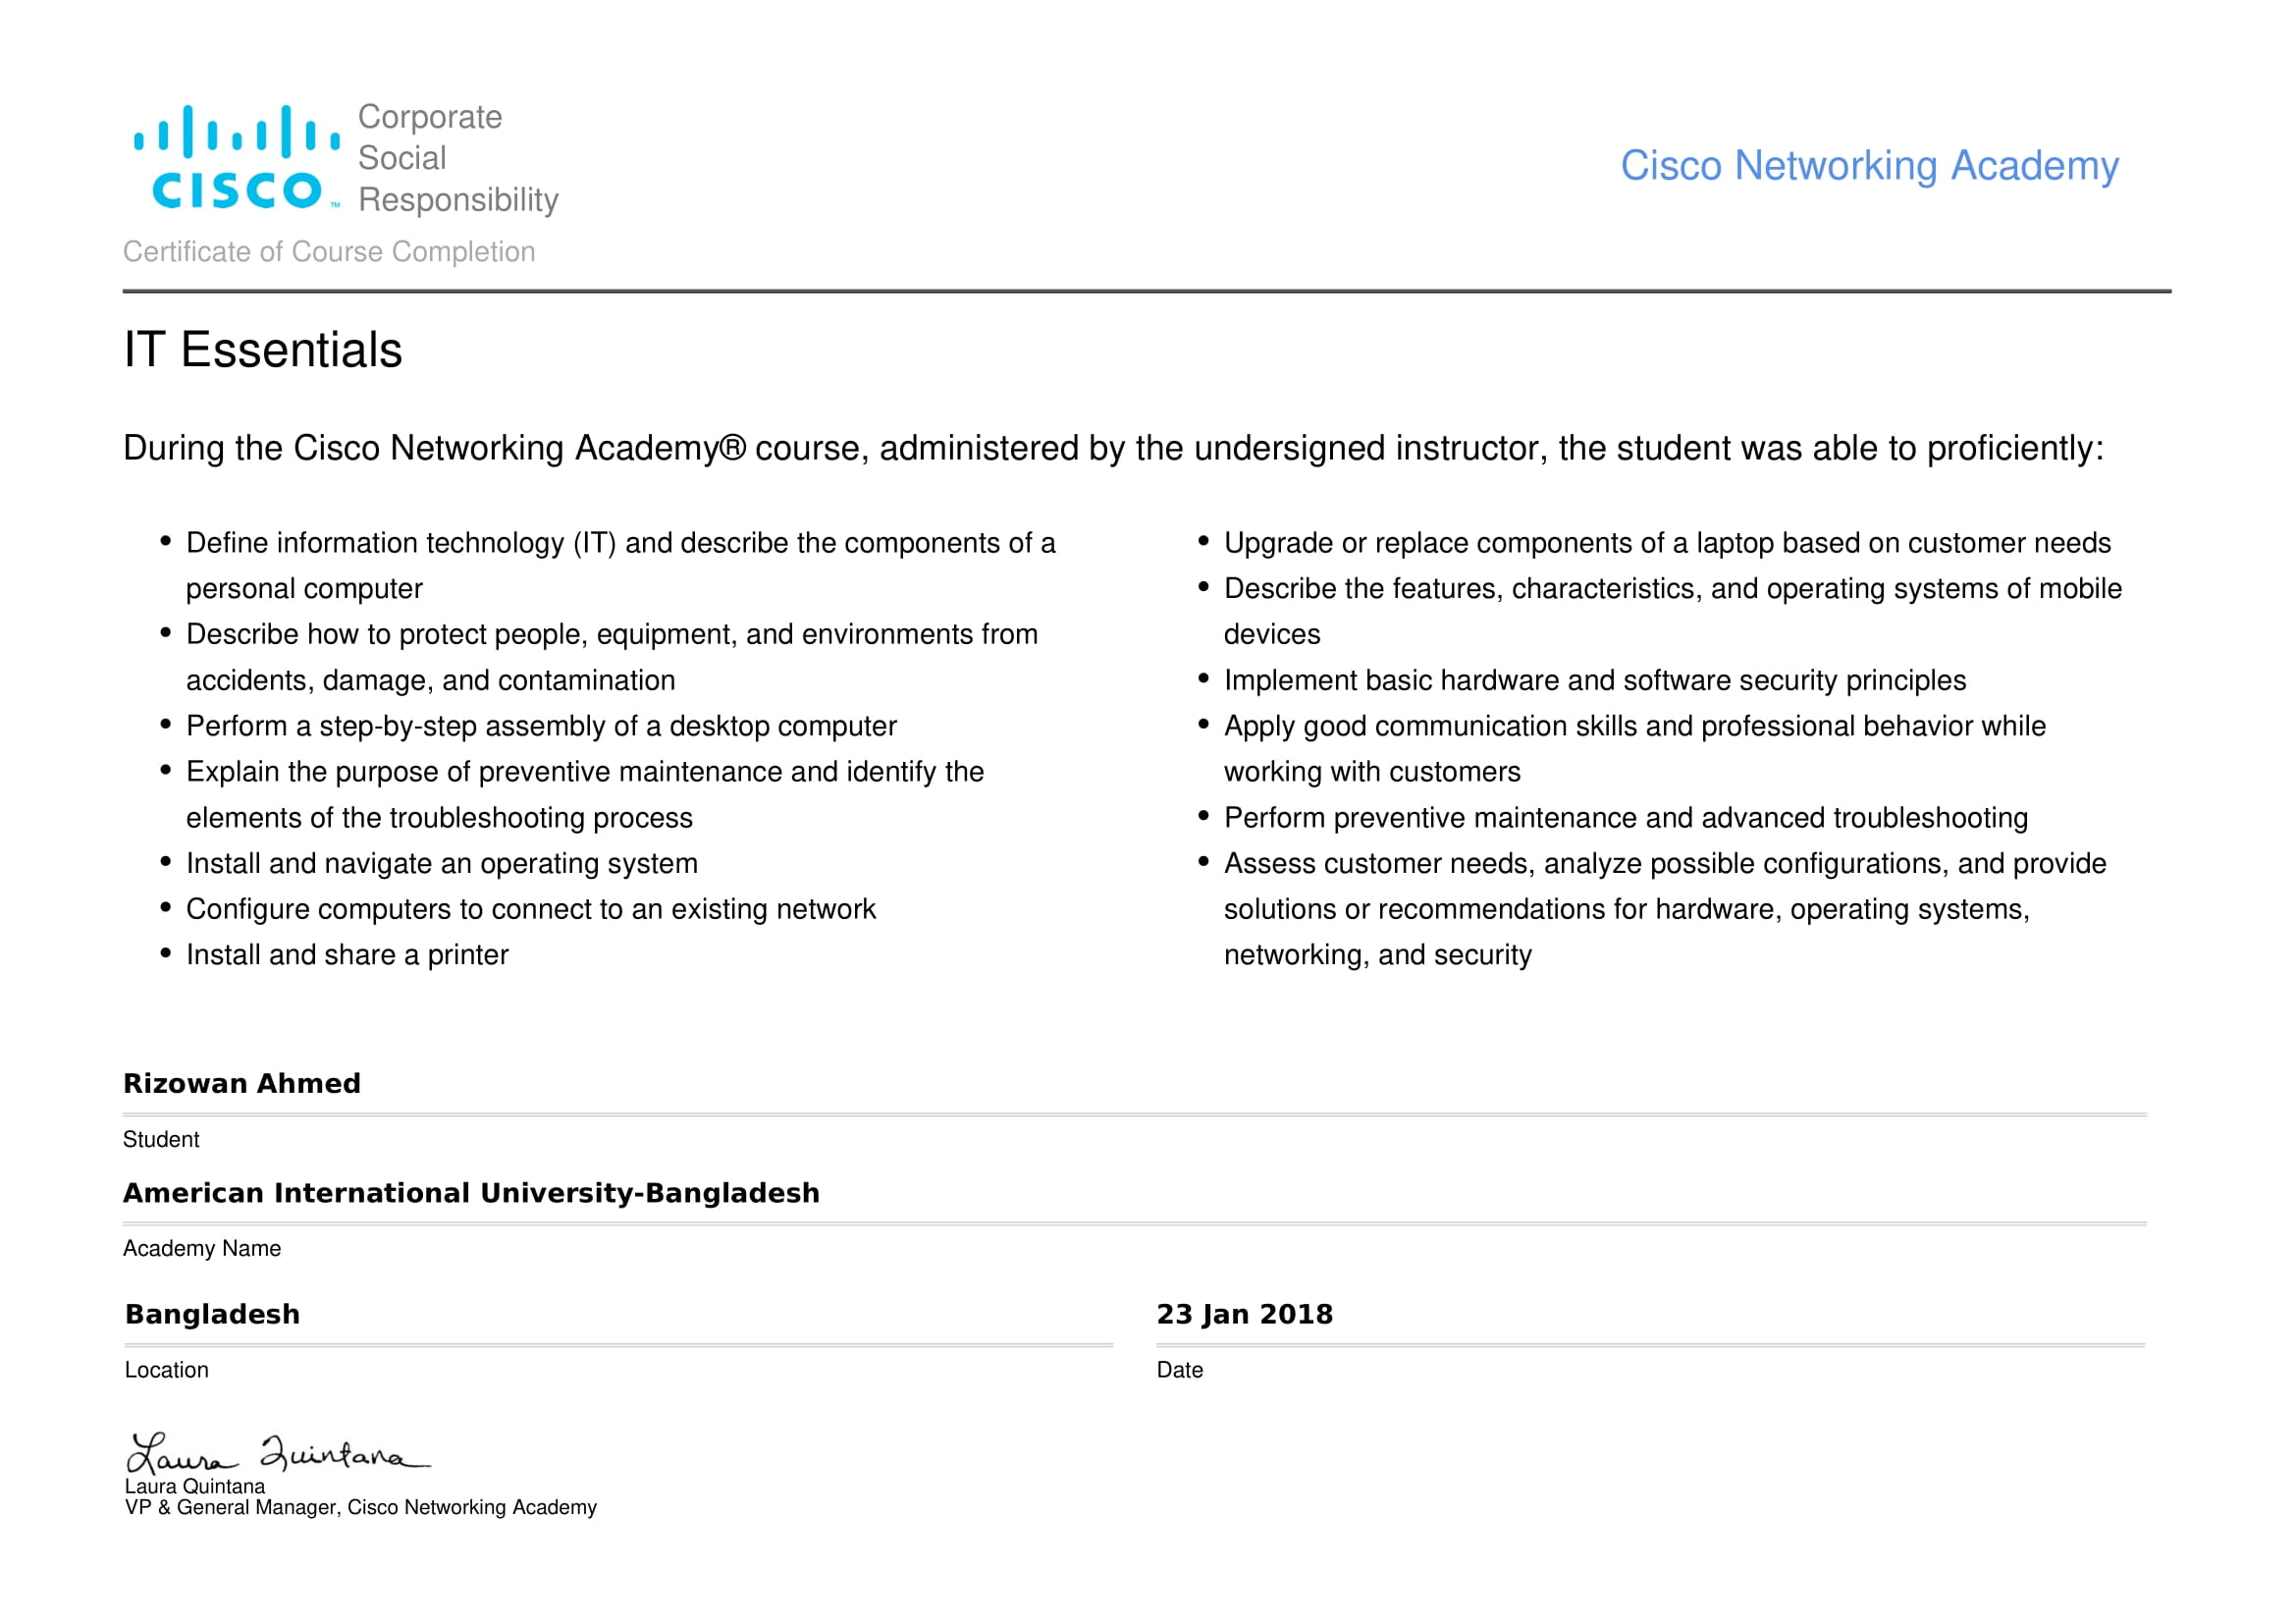 Corporate
Social
Responsibility
CISCO™
Cisco Networking Academy
Certificate of Course Completion
IT Essentials
During the Cisco Networking Academy® course, administered by the undersigned instructor, the student was able to proficiently:
• Define information technology (IT) and describe the components of a
personal computer
• Describe how to protect people, equipment, and environments from
accidents, damage, and contamination
• Perform a step-by-step assembly of a desktop computer
• Explain the purpose of preventive maintenance and identify the
elements of the troubleshooting process
• Install and navigate an operating system
• Configure computers to connect to an existing network
• Install and share a printer
• Upgrade or replace components of a laptop based on customer needs
• Describe the features, characteristics, and operating systems of mobile
devices
• Implement basic hardware and software security principles
• Apply good communication skills and professional behavior while
working with customers
• Perform preventive maintenance and advanced troubleshooting
• Assess customer needs, analyze possible configurations, and provide
solutions or recommendations for hardware, operating systems,
networking, and security
Rizowan Ahmed
Student
American International University-Bangladesh
Academy Name
Bangladesh
Location
23 Jan 2018
Date
Laura Quintana
Laura Quintana
VP & General Manager, Cisco Networking Academy